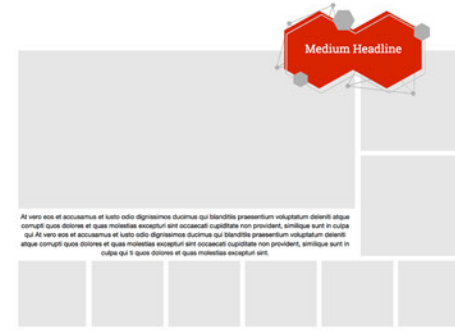 Medium Headline
At vero eos et accusamus et iusto odio dignissimos ducimus qui blanditiis praesentium voluptatum deleniti atque
corrupti quos dolores et quas molestias excepturi sint occaecati cupiditate non provident, similique sunt in culpa
qui At vero eos et accusamus et iusto odio dignissimos ducimus qui blanditiis praesentium voluptatum deleniti
atque corrupti quos dolores et quas molestias excepturi sint occaecati cupiditate non provident, similique sunt in
culpa qui ti quos dolores et quas molestias excepturi sint.